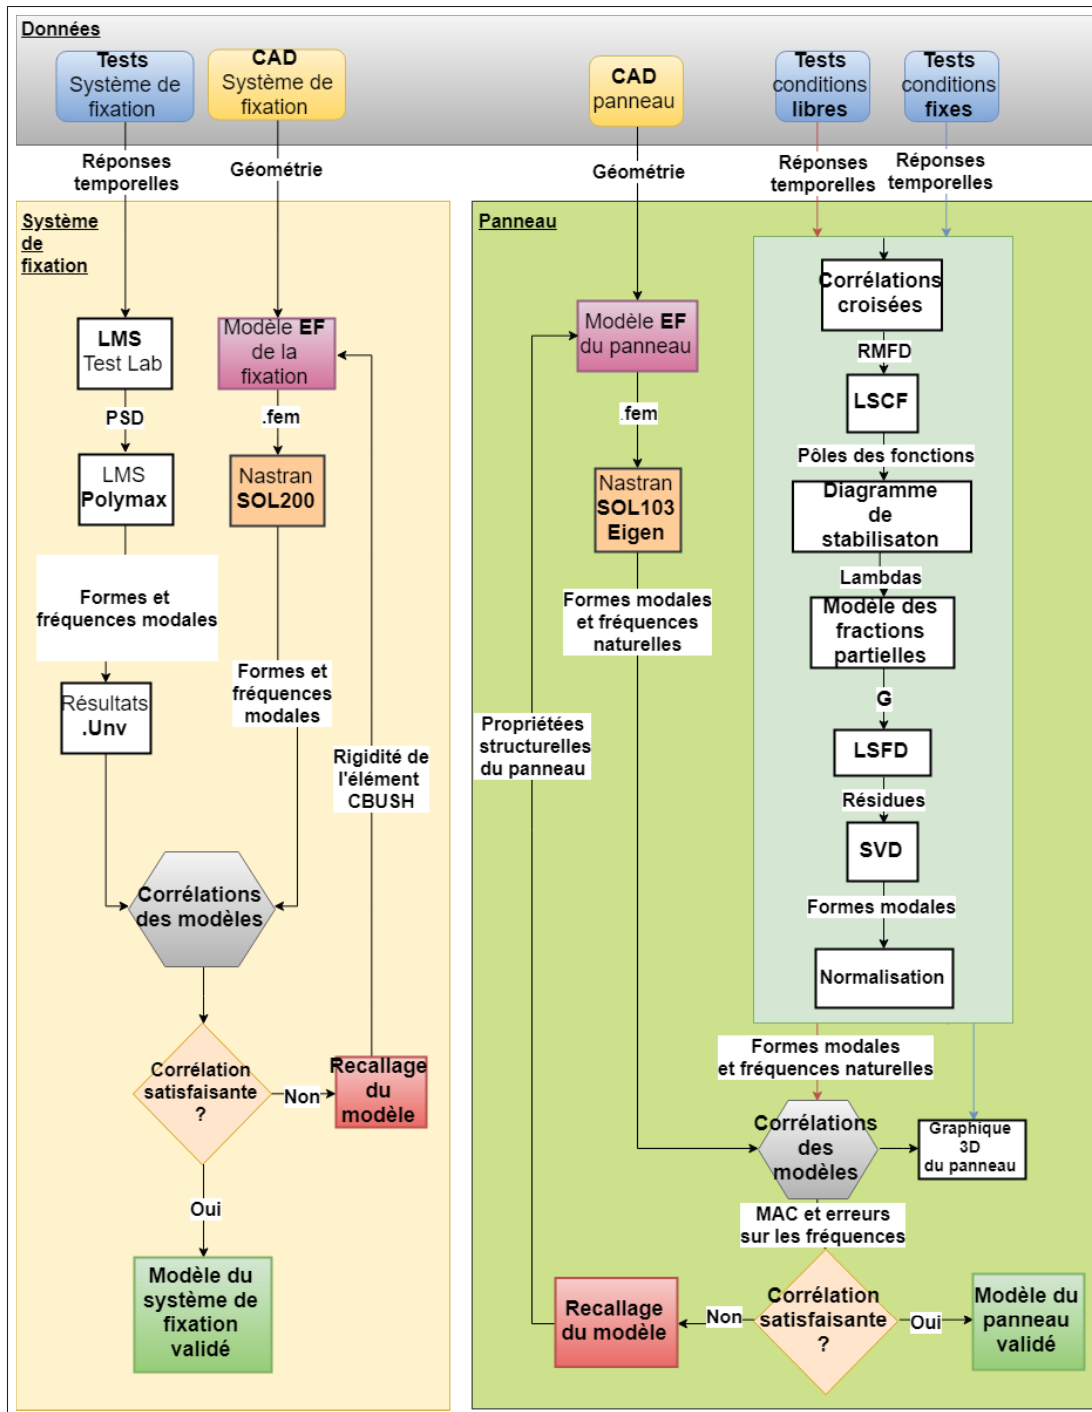 Données
Tests
Système de
fixation
CAD
Système de
fixation
CAD
panneau
Tests
conditions
libres
Tests
conditions
fixes
Réponses
temporelles
Géométrie
Géométrie
Réponses
temporelles
Réponses
temporelles
Système
de
fixation
LMS
Test Lab
PSD
LMS
Polymax
Formes et
fréquences modales
Résultats
.Unv
Modèle EF
de la
fixation
.fem
Nastran
SOL200
Formes et
fréquences
modales
Rigidité de
l'élément
CBUSH
Corrélations
des modèles
Corrélation
satisfaisante
?
Non
Recallage
du
modèle
Oui
Modèle du
système de
fixation
validé
Panneau
Modèle EF
du panneau
.fem
Nastran
SOL103
Eigen
Formes modales
et fréquences
naturelles
Propriétées
structurelles
du panneau
Corrélations
croisées
RMFD
LSCF
Pôles des fonctions
Diagramme
de
stabilisaton
Lambdas
Modèle des
fractions
partielles
G
LSFD
Résidues
SVD
Formes modales
Normalisation
Formes modales
et fréquences naturelles
Corrélations
des
modèles
Graphique
3D
du panneau
MAC et erreurs
sur les fréquences
Corrélation
satisfaisante
?
Non
Recallage
du modèle
Oui
Modèle du
panneau
validé